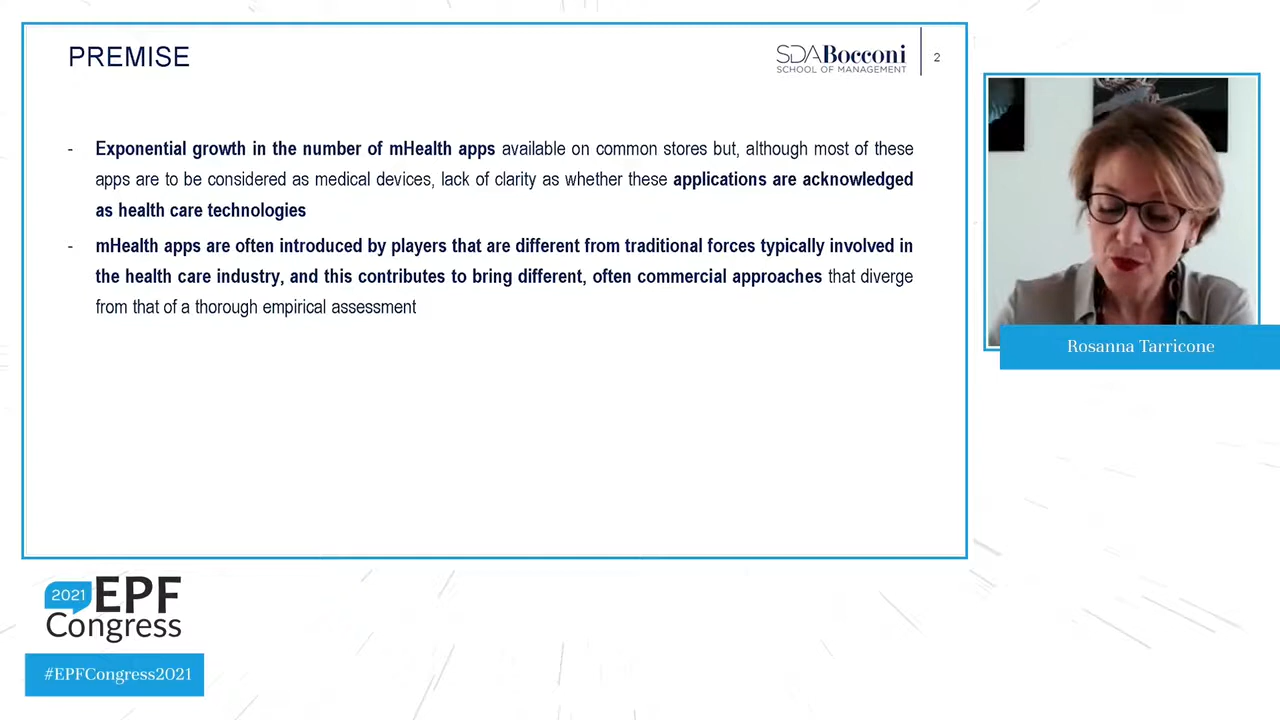 PREMISE
SDABocconi
SCHOOL OF MANAGEMENT
2
- Exponential growth in the number of mHealth apps available on common stores but, although most of these
apps are to be considered as medical devices, lack of clarity as whether these applications are acknowledged
as health care technologies
- mHealth apps are often introduced by players that are different from traditional forces typically involved in
the health care industry, and this contributes to bring different, often commercial approaches that diverge
from that of a thorough empirical assessment
Rosanna Tarricone
2021 EPF
Congress
#EPFCongress2021